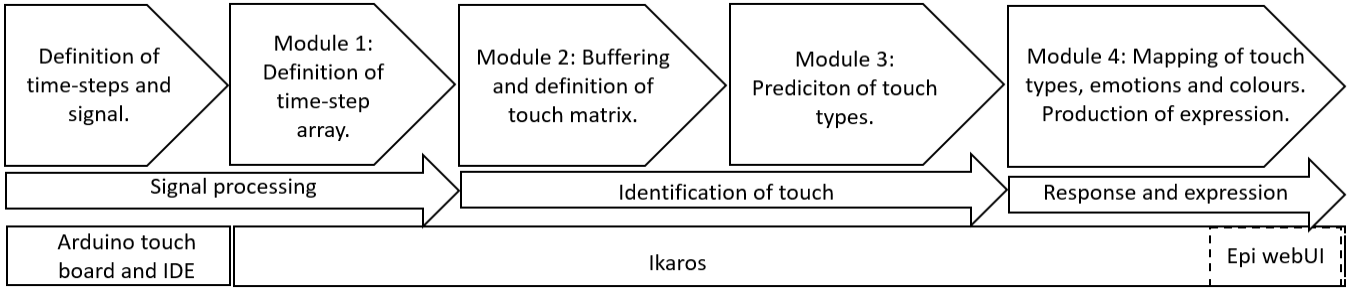 Definition of
time-steps and
signal.
Module 1:
Definition of
time-step
array.
Module 2: Buffering
and definition of
touch matrix.
Module 3:
Prediciton of touch
types.
Module 4: Mapping of touch
types, emotions and colours.
Production of expression.
Signal processing
Identification of touch
Response and expression
Arduino touch
board and IDE
Ikaros
Epi webUI